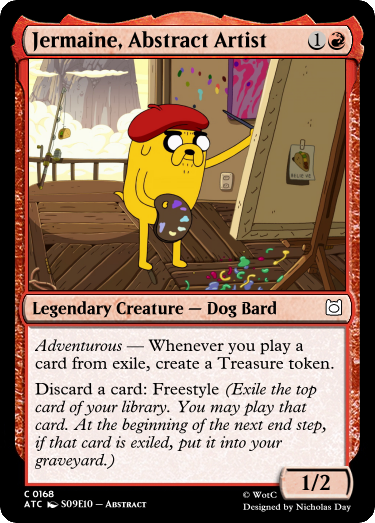 Jermaine, Abstract Artist 1
BELIEVE
Legendary Creature — Dog Bard
Adventurous — Whenever you play a
card from exile, create a Treasure token.
Discard a card: Freestyle (Exile the top
card of your library. You may play that
card. At the beginning of the next end step,
if that card is exiled, put it into your
graveyard.)
1/2
C 0168
ATC S09E10 – Abstract
© WotC
Designed by Nicholas Day